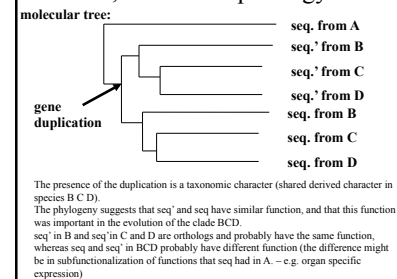 molecular tree:
seq. from A
seq.' from B
seq.' from C
seq.' from D
gene
duplication
seq. from B
seq. from C
seq. from D
The presence of the duplication is a taxonomic character (shared derived character in
species B C D).
The phylogeny suggests that seq' and seq have similar function, and that this function
was important in the evolution of the clade BCD.
seq' in B and seq'in C and D are orthologs and probably have the same function,
whereas seq and seq' in BCD probably have different function (the difference might
be in subfunctionalization of functions that seq had in A. – e.g. organ specific
expression)